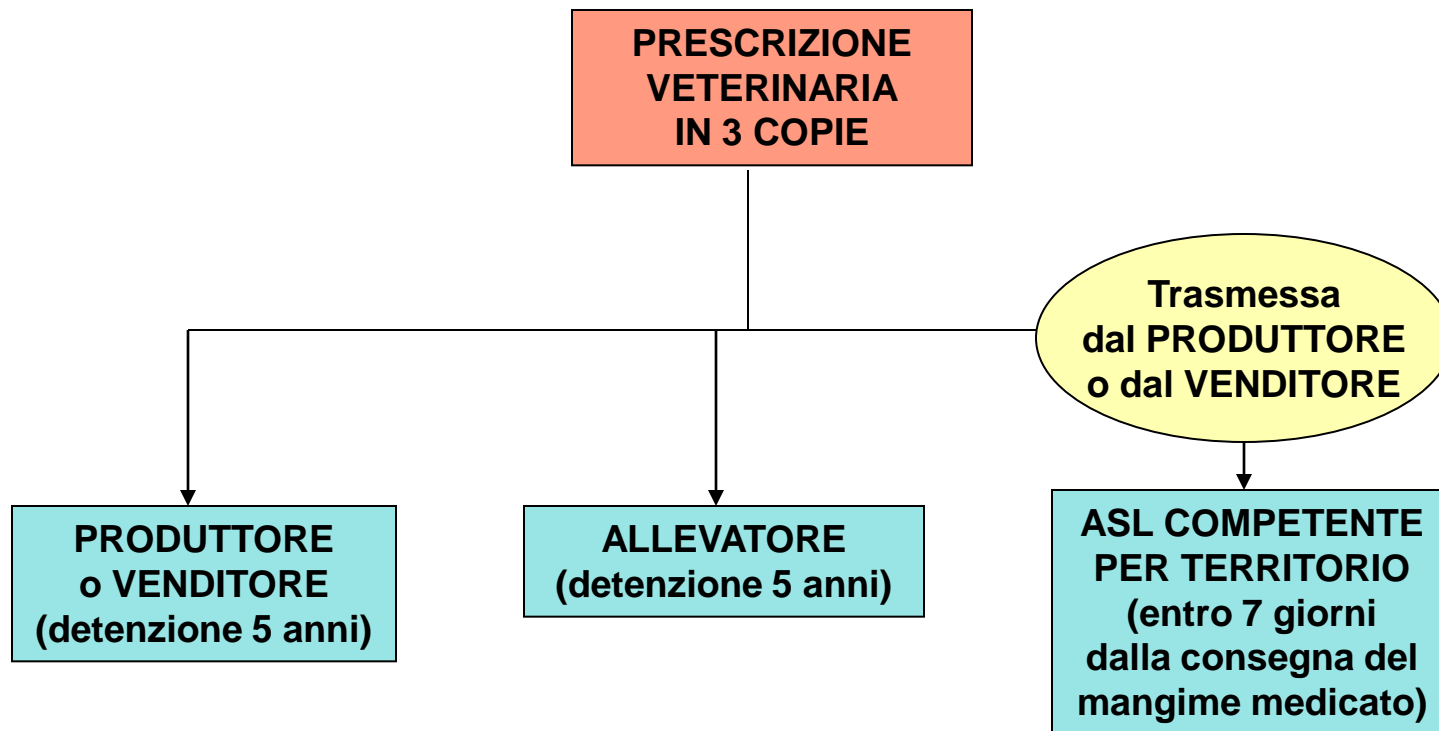 PRESCRIZIONE
VETERINARIA
IN 3 COPIE
Trasmessa
dal PRODUTTORE
o dal VENDITORE
PRODUTTORE
o VENDITORE
(detenzione 5 anni)
ALLEVATORE
(detenzione 5 anni)
ASL COMPETENTE
PER TERRITORIO
(entro 7 giorni
dalla consegna del
mangime medicato)